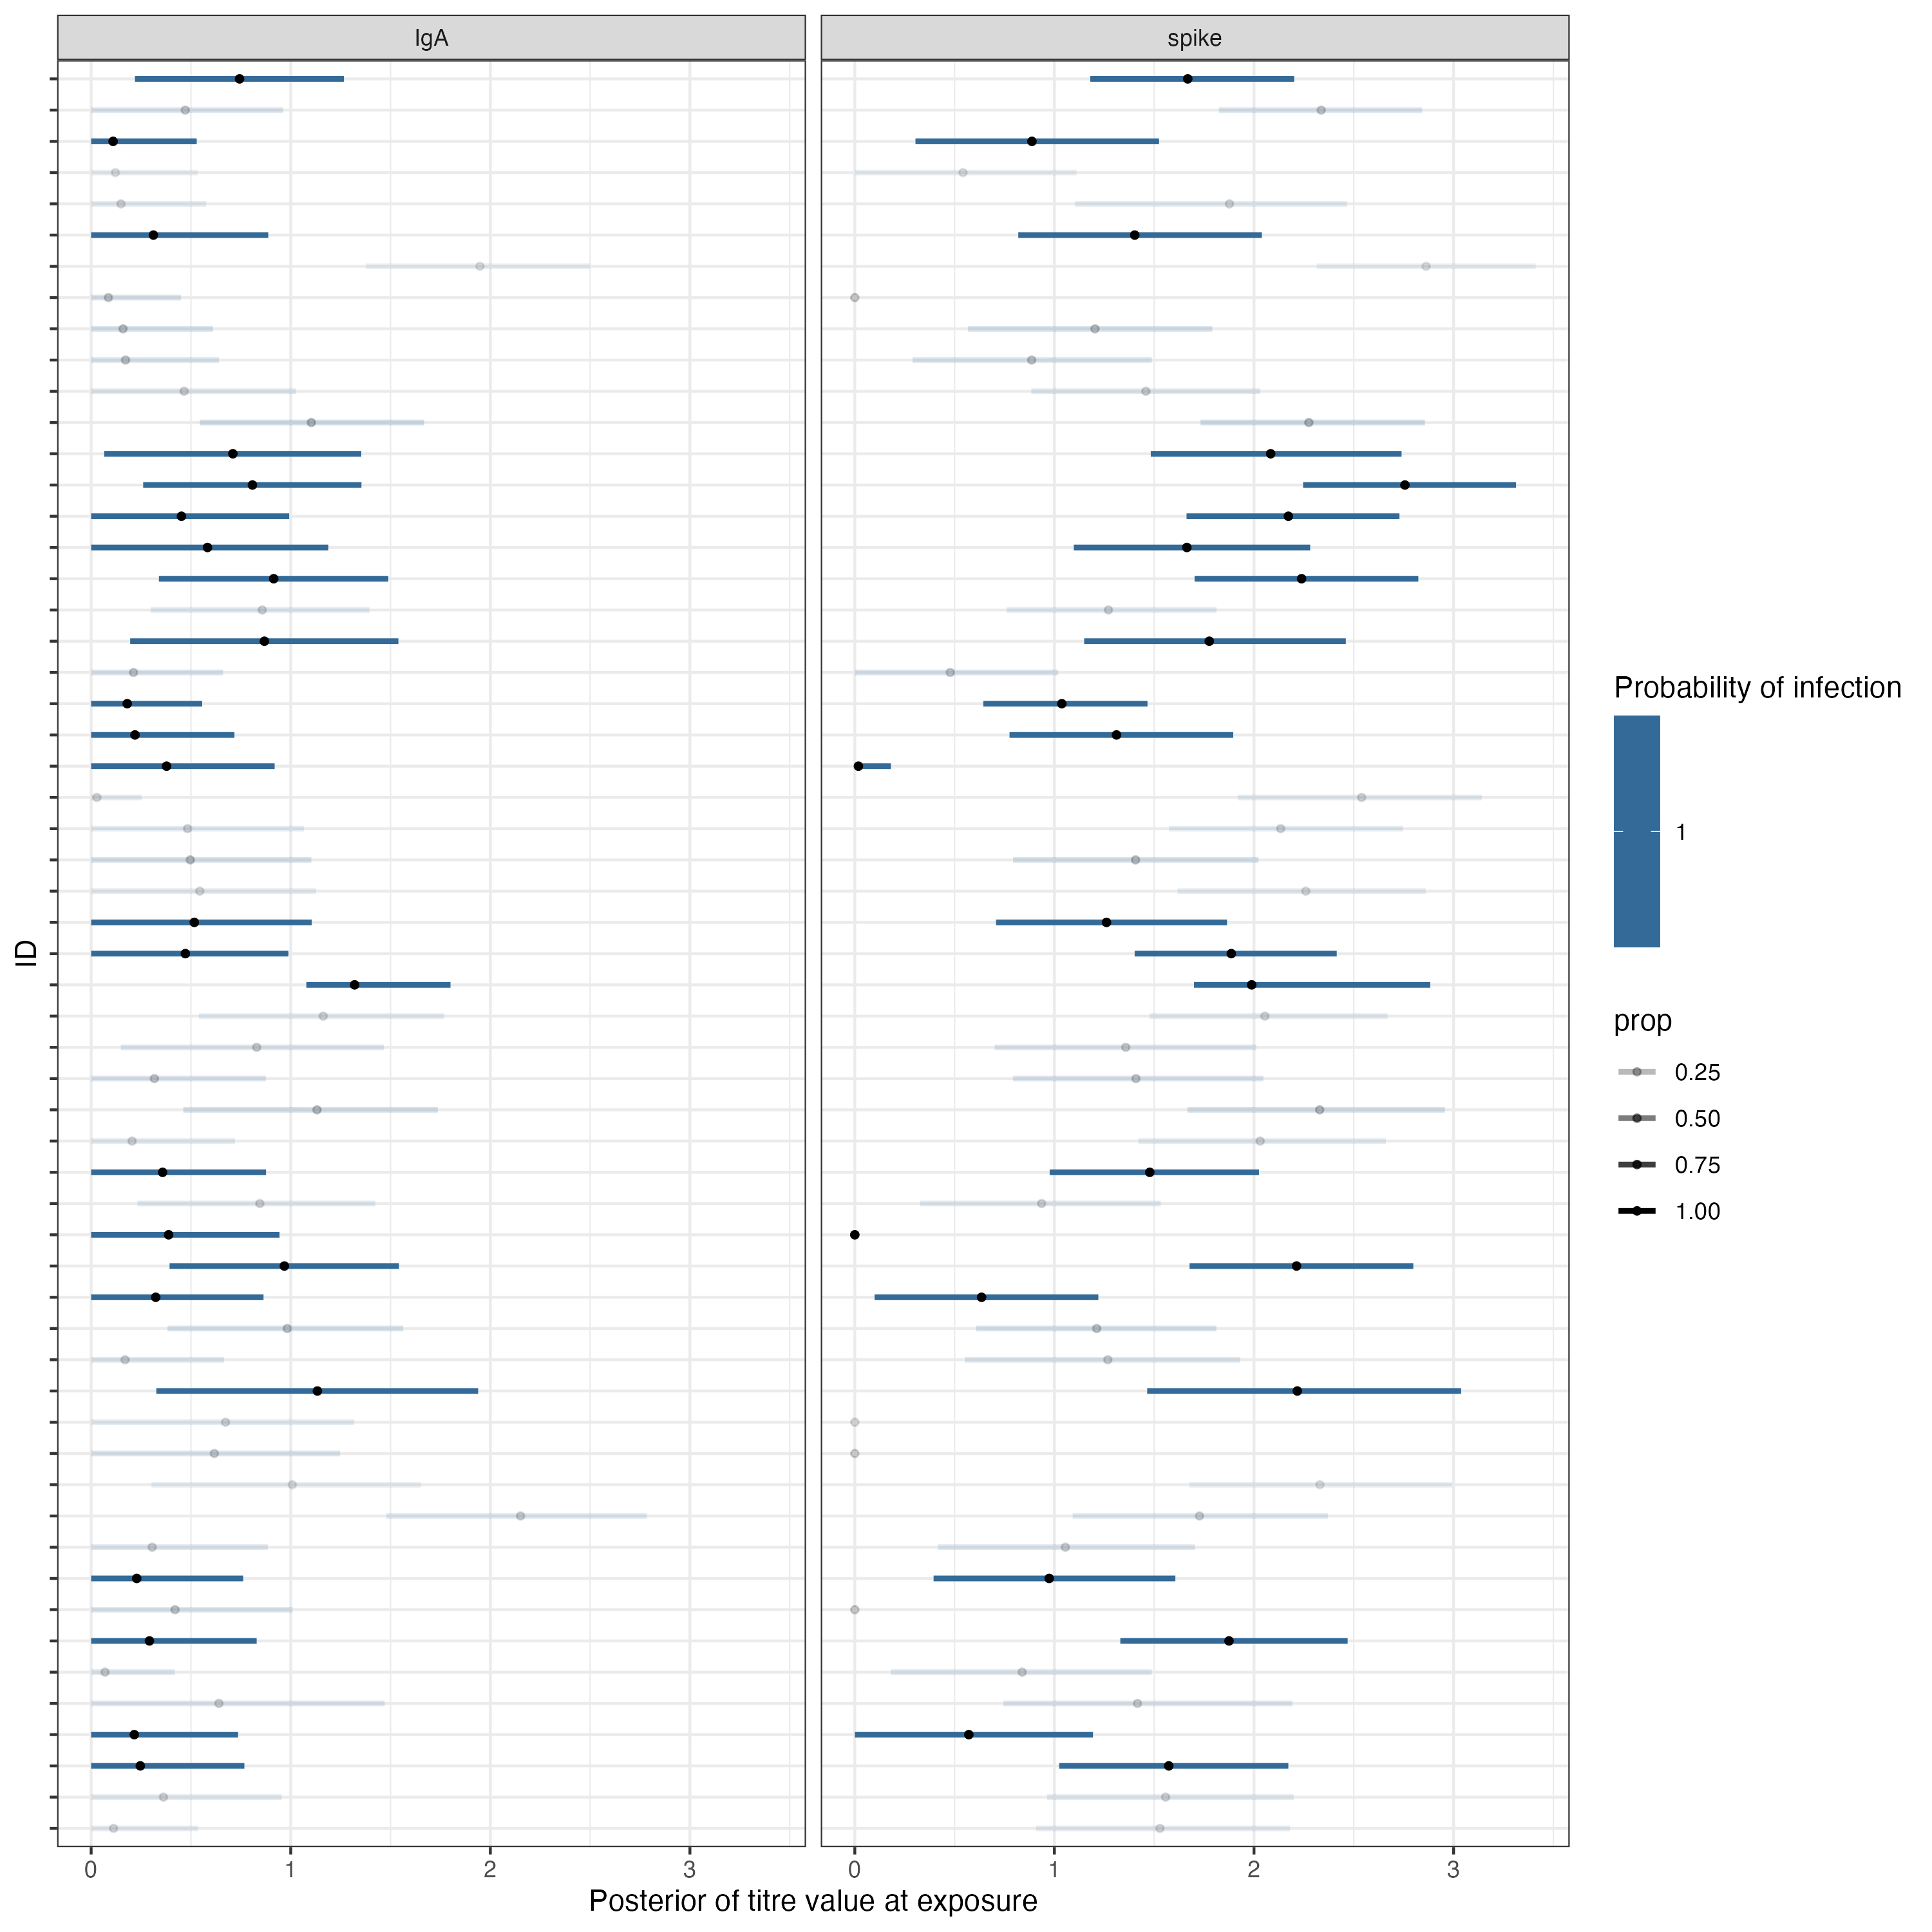 IgA
spike
ID
Probability of infection
1
prop
0.25
0.50
0.75
1.00
0 1 2 3 0 1 2 3
Posterior of titre value at exposure